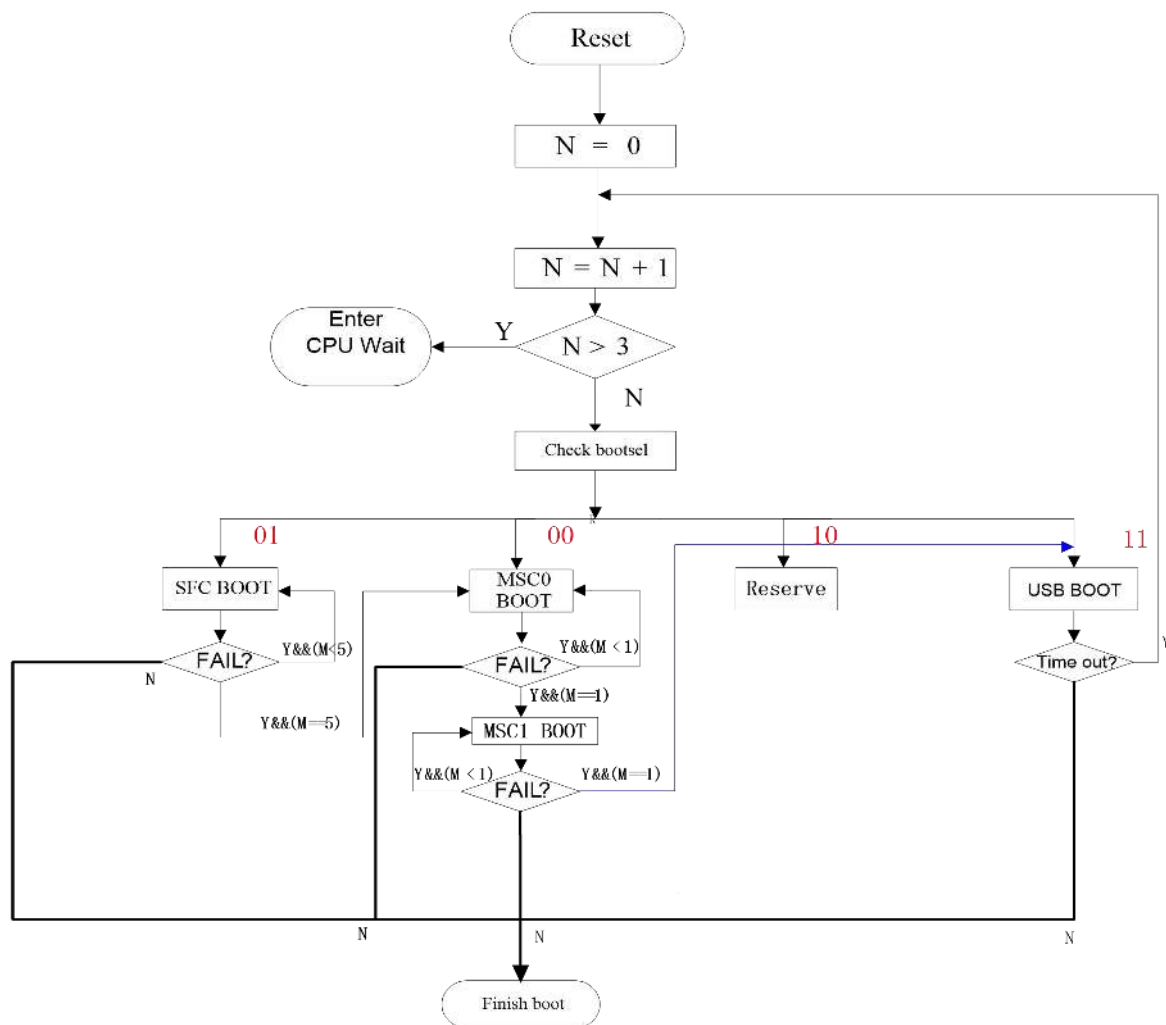 Reset
N = 0
N = N + 1
Enter
CPU Wait
Y
N > 3
N
Check bootsel
01
00
10
11
SFC BOOT
MSC0
BOOT
Reserve
USB BOOT
FAIL?
Y&&(M<5)
FAIL?
Y&&(M < 1)
Time out?
Y
N
Y&&(M==5)
Y&&(M==1)
MSC1 BOOT
Y&&(M < 1)
FAIL?
Y&&(M==1)
N
N
N
Finish boot